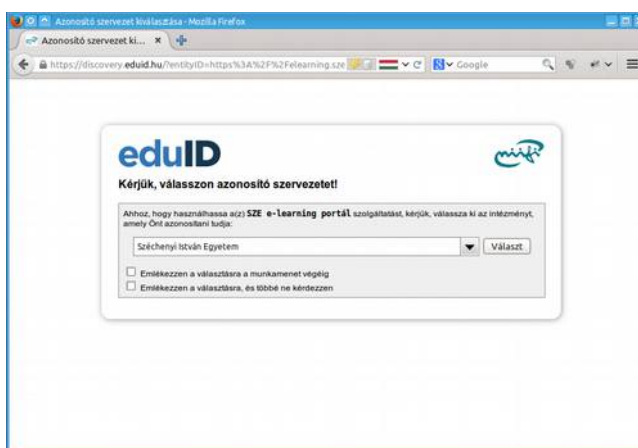 Azonosító szervezet kiválasztása - Mozilla Firefox
Azonosító szervezet ki...
https://discovery.eduid.hu/?entityID=https%3A%2F%2Felearning.sze
Google
eduID
Kérjük, válasszon azonosító szervezetet!
Ahhoz, hogy használhassa a(z) SZE e-learning portál szolgáltatást, kérjük, válassza ki az intézményt,
amely Önt azonosítani tudja:
Széchenyi István Egyetem
Választ
Emlékezzen a választásra a munkamenet végéig
Emlékezzen a választásra, és többé ne kérdezzen